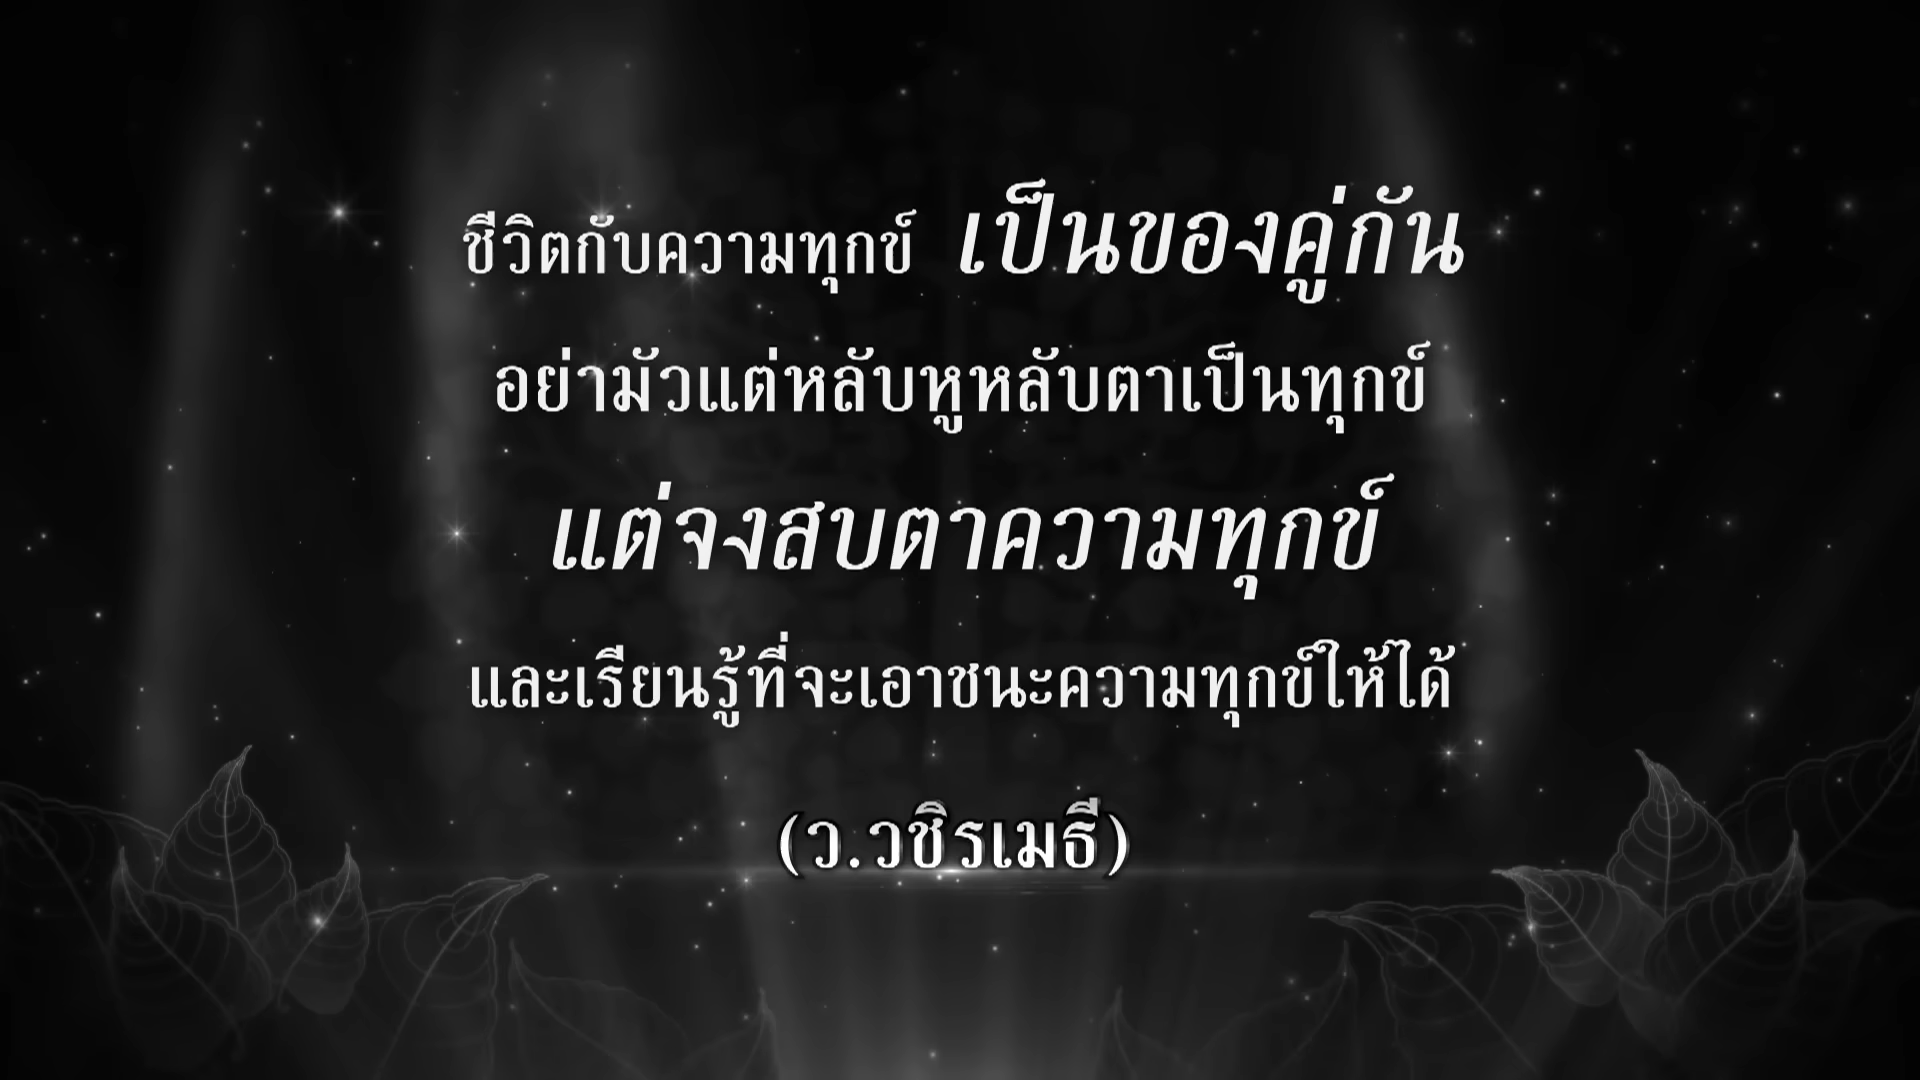 ชีวิตกับความทุกข์ เป็นของคู่กัน
อย่ามัวแต่หลับหูหลับตาเป็นทุกข์
แต่จงสบตาความทุกข์
และเรียนรู้ที่จะเอาชนะความทุกข์ให้ได้
(ว.วชิรเมธี)